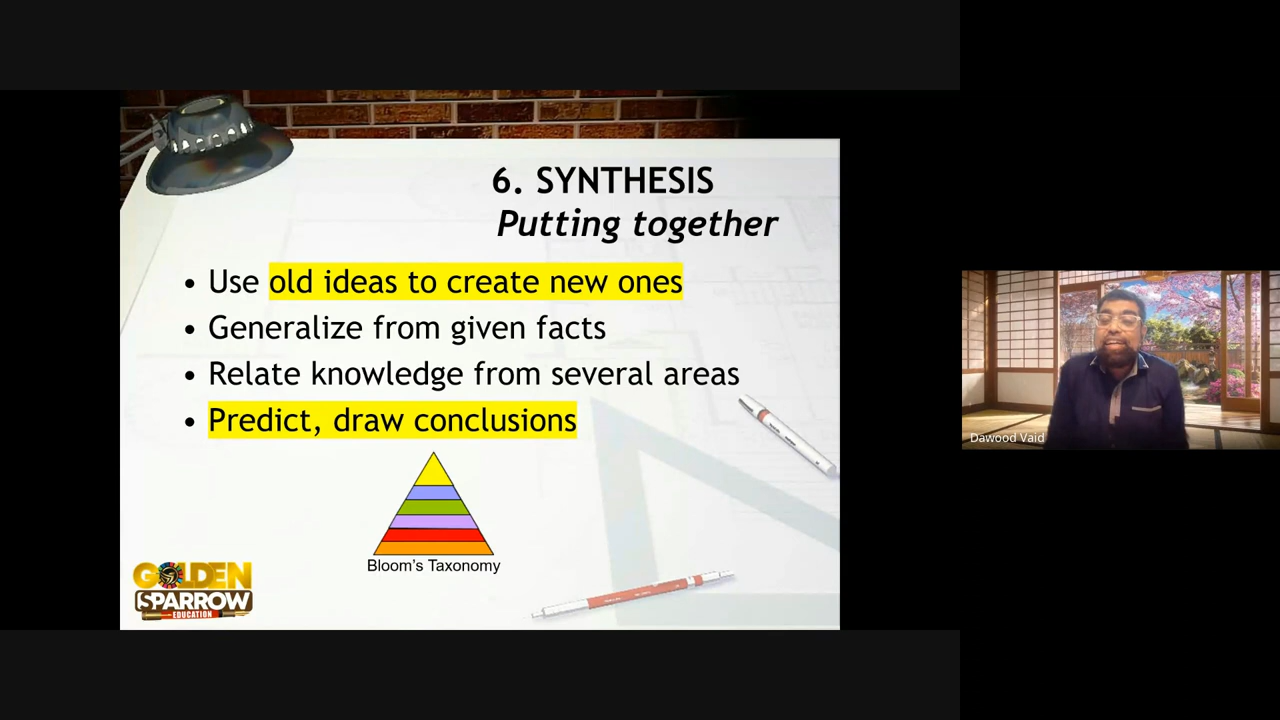 6. SYNTHESIS
Putting together
• Use old ideas to create new ones
• Generalize from given facts
• Relate knowledge from several areas
• Predict, draw conclusions
Bloom's Taxonomy
GOLDEN
SPARROW
EDUCATION
Dawood Vaid